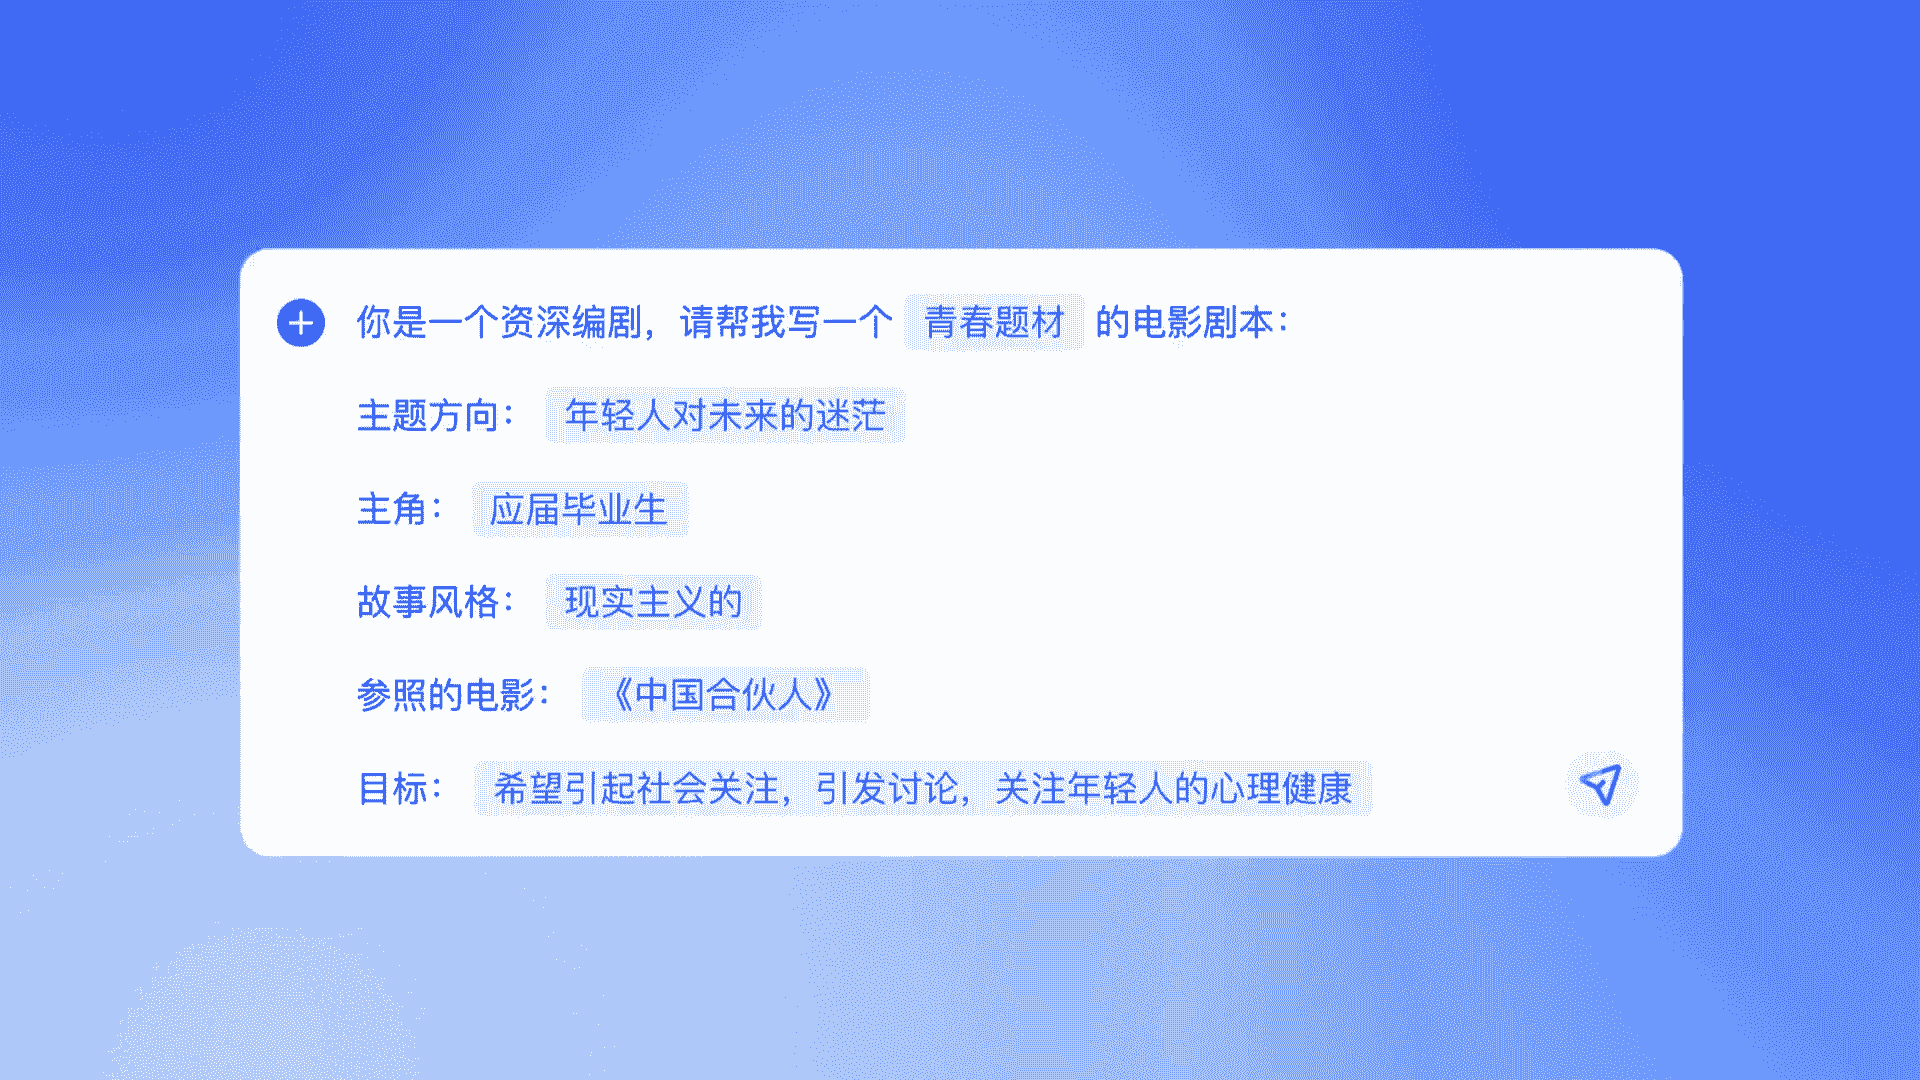 你是一个资深编剧，请帮我写一个 青春题材 的电影剧本：
主题方向： 年轻人对未来的迷茫
主角： 应届毕业生
故事风格： 现实主义的
参照的电影： 《中国合伙人》
目标： 希望引起社会关注，引发讨论，关注年轻人的心理健康